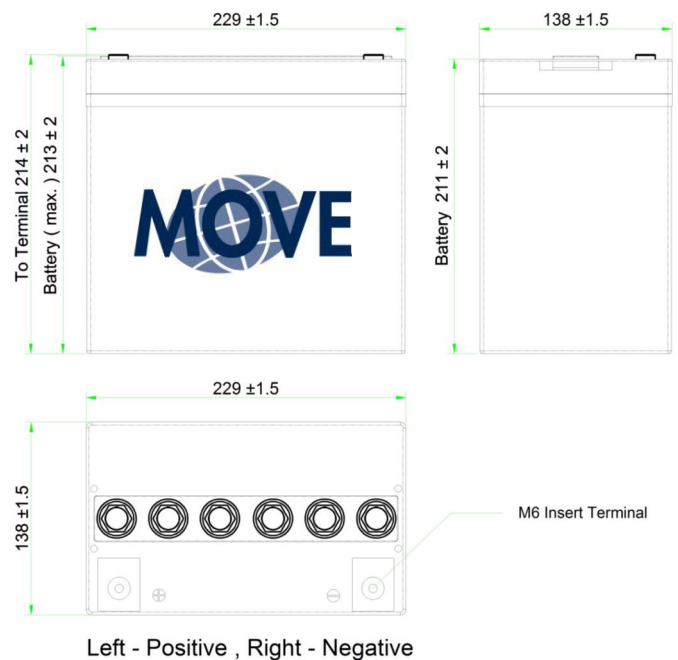 229 ±1.5
138 ±1.5
To Terminal 214 ± 2
Battery ( max. ) 213 ± 2
MOVE
Battery 211 ± 2
229 ±1.5
138 ±1.5
M6 Insert Terminal
Left - Positive , Right - Negative